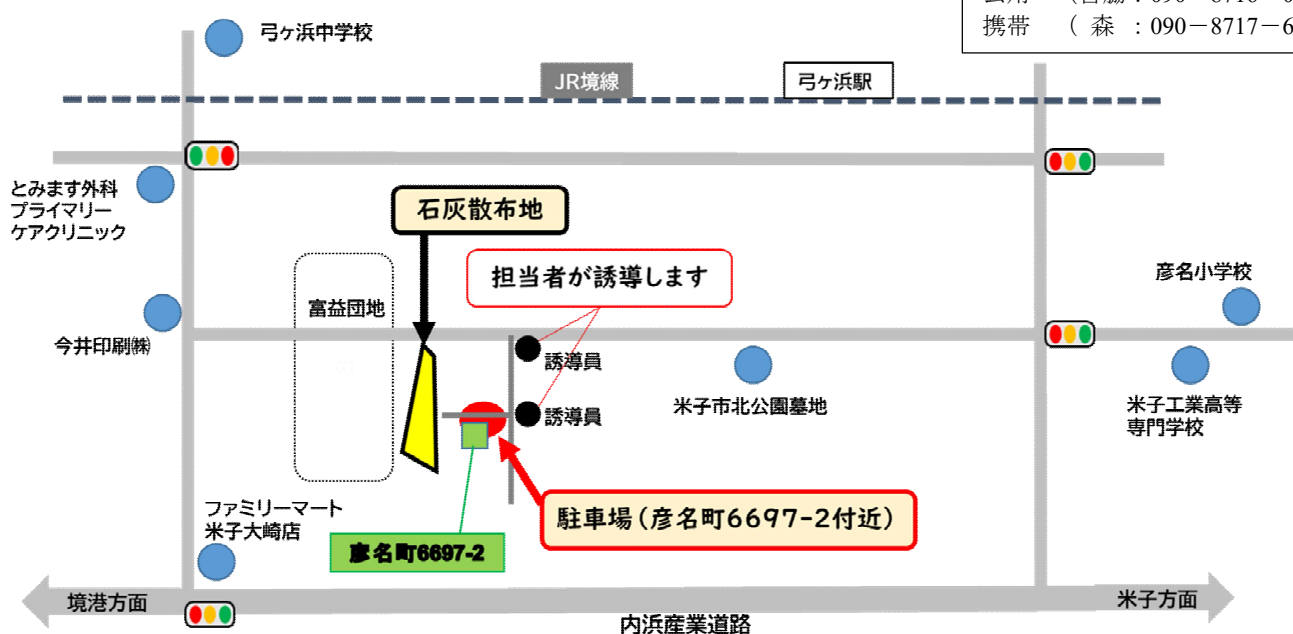 携帯 （ 森 ：090－8717－6
弓ヶ浜中学校
JR境線
弓ヶ浜駅
とみます外科
プライマリー
ケアクリニック
石灰散布地
担当者が誘導します
彦名小学校
富益団地
今井印刷㈱
誘導員
誘導員
米子市北公園墓地
米子工業高等
専門学校
ファミリーマート
米子大崎店
駐車場（彦名町6697-2付近）
彦名町6697-2
境港方面
米子方面
内浜産業道路